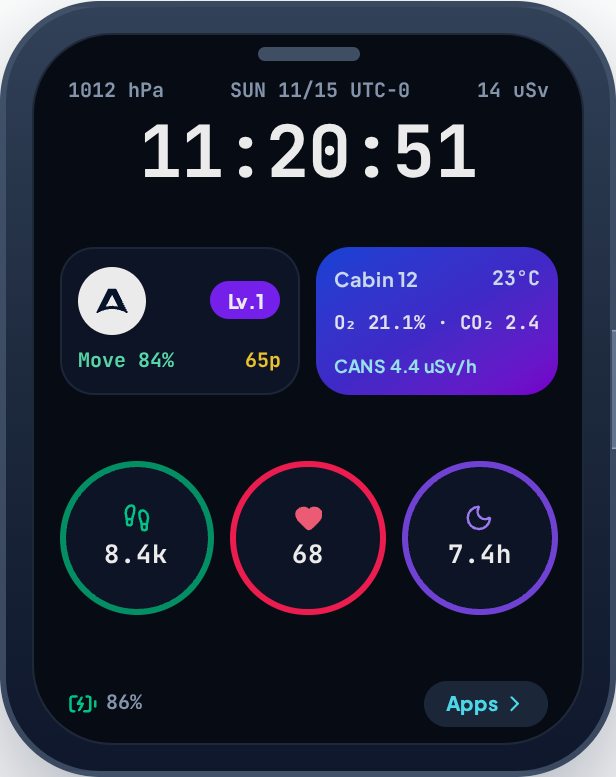 1012 hPa SUN 11/15 UTC-0 14 uSv
11:20:51
Lv.1
Move 84% 65p
Cabin 12 23°C
O₂ 21.1% · CO₂ 2.4
CANS 4.4 uSv/h
8.4k 68 7.4h
86% Apps